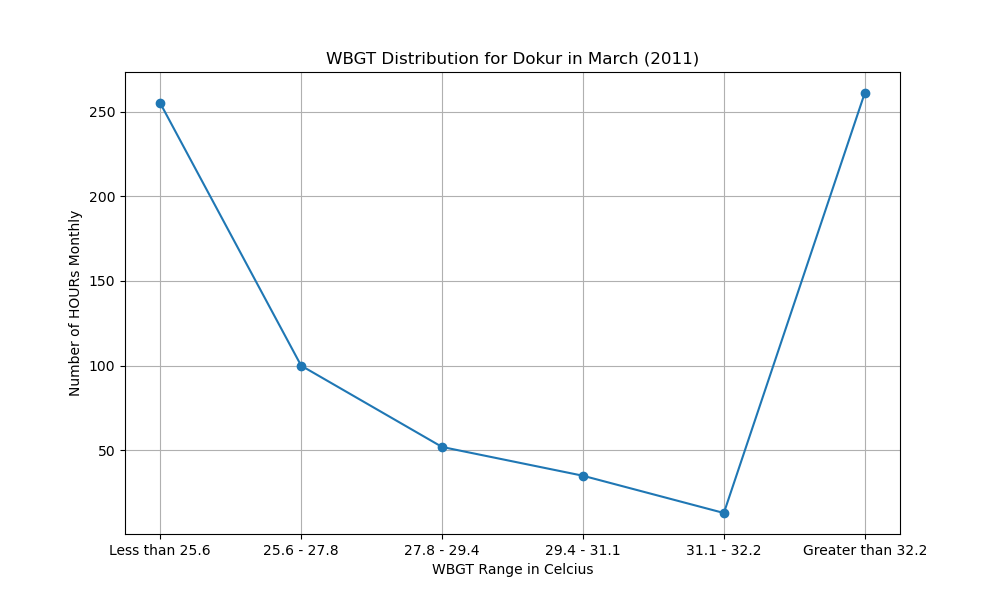 WBGT Distribution for Dokur in March (2011)
Number of HOURs Monthly
250
200
150
100
50
Less than 25.6
25.6 - 27.8
27.8 - 29.4
29.4 - 31.1
31.1 - 32.2
Greater than 32.2
WBGT Range in Celcius